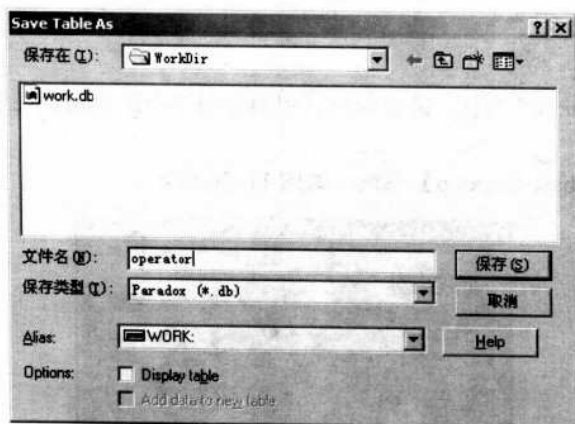 Save Table As
保存在(I): WorkDir
work.db
文件名(N): operator
保存(S)
保存类型(T): Paradox (*.db)
取消
Alias: WORK:
Help
Options: Display table
Add data to new table